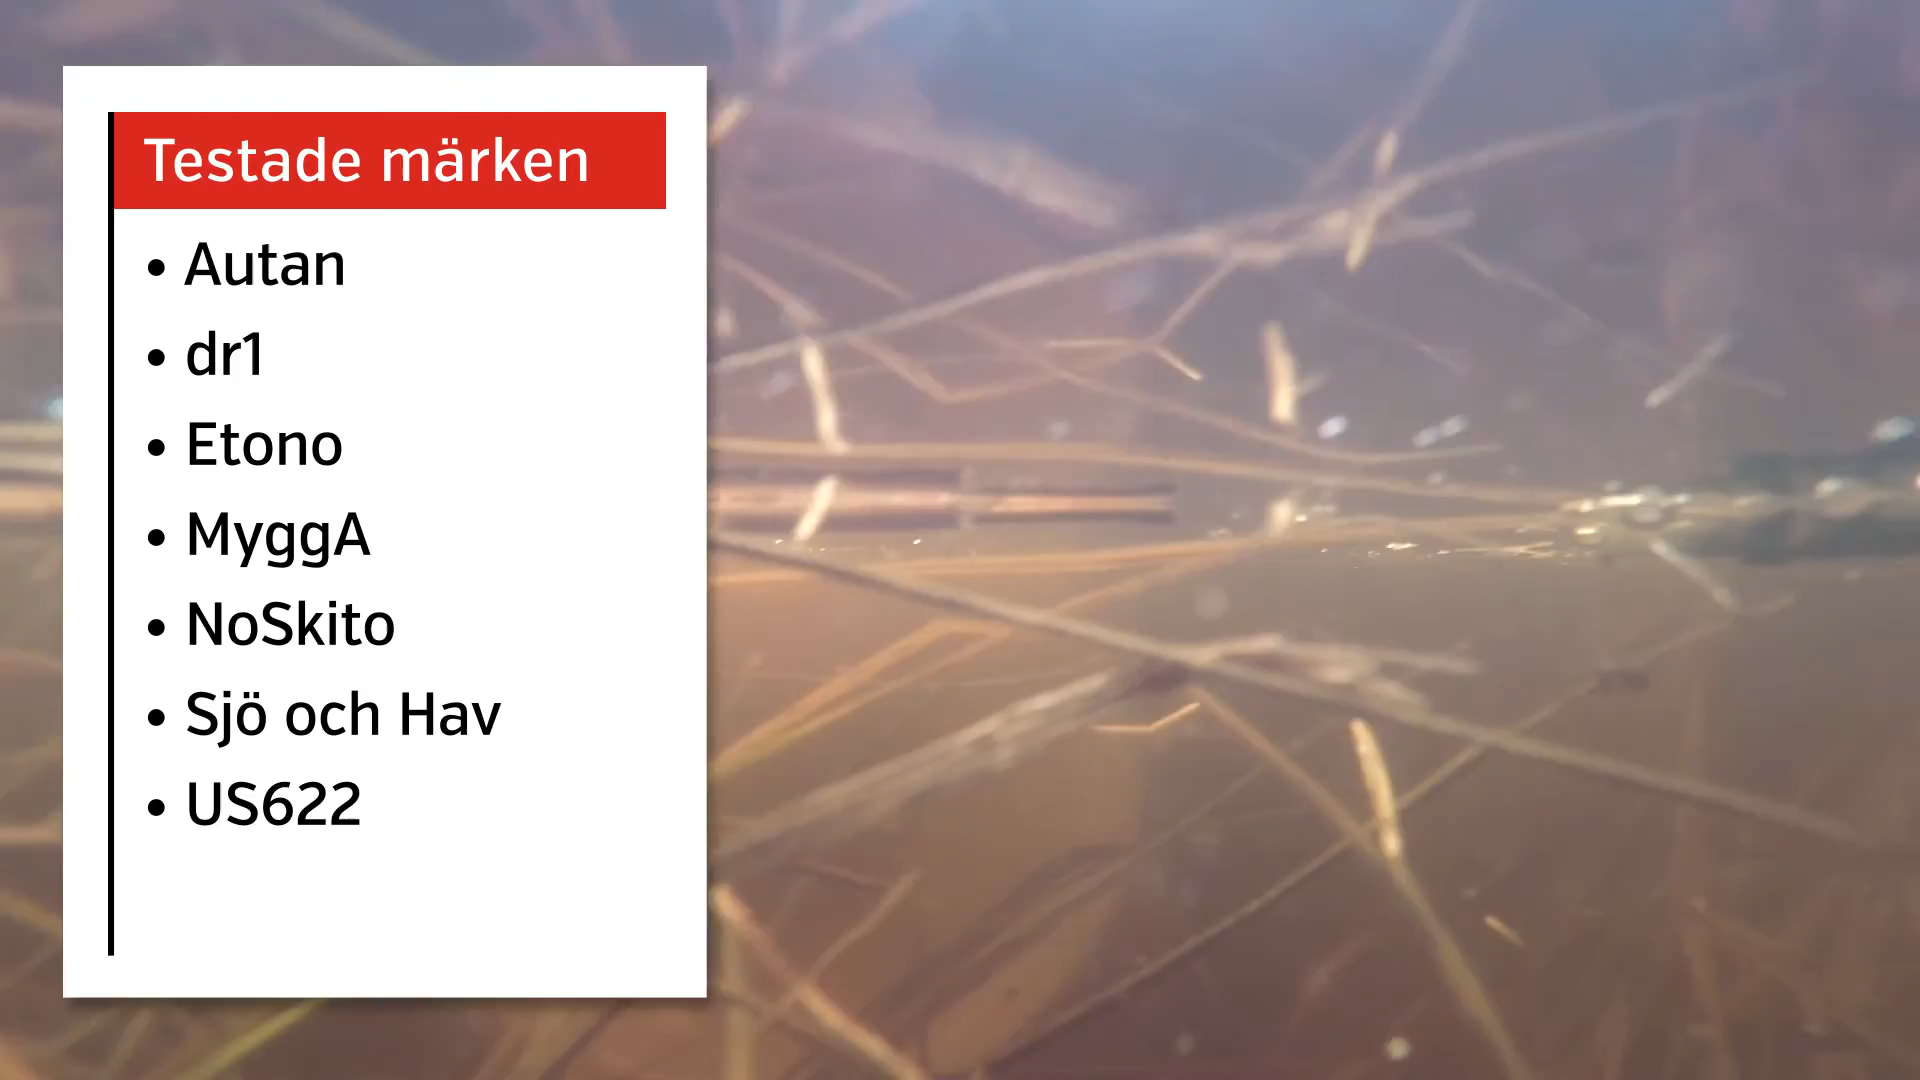 Testade märken
• Autan
• dr1
• Etono
• MyggA
• NoSkito
• Sjö och Hav
• US622